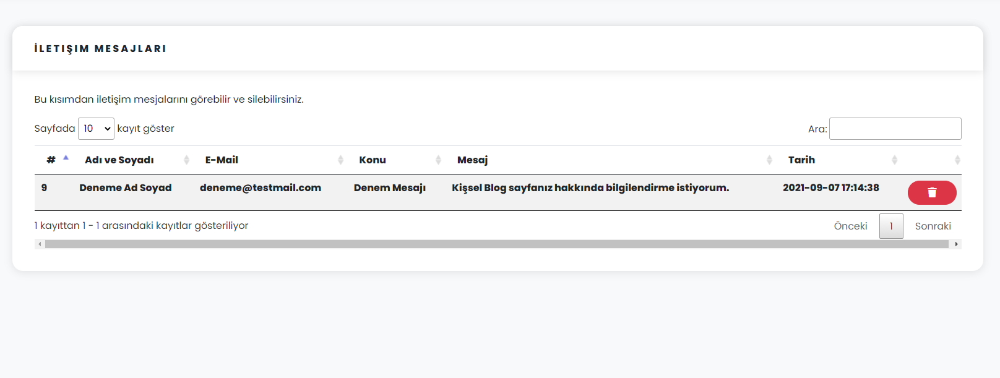 İLETIŞIM MESAJLARI
Bu kısımdan iletişim mesjalarını görebilir ve silebilirsiniz.
Sayfada 10 kayıt göster
Ara:
# Adı ve Soyadı E-Mail Konu Mesaj Tarih
9 Deneme Ad Soyad deneme@testmail.com Denem Mesajı Kişsel Blog sayfanız hakkında bilgilendirme istiyorum. 2021-09-07 17:14:38
1 kayıttan 1 - 1 arasındaki kayıtlar gösteriliyor
Önceki 1 Sonraki